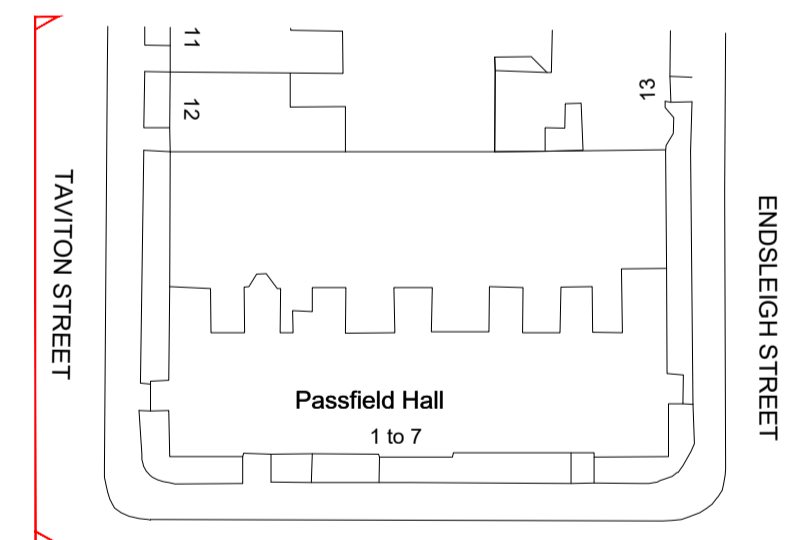 11
12
13
TAVITON STREET
ENDSLEIGH STREET
Passfield Hall
1 to 7